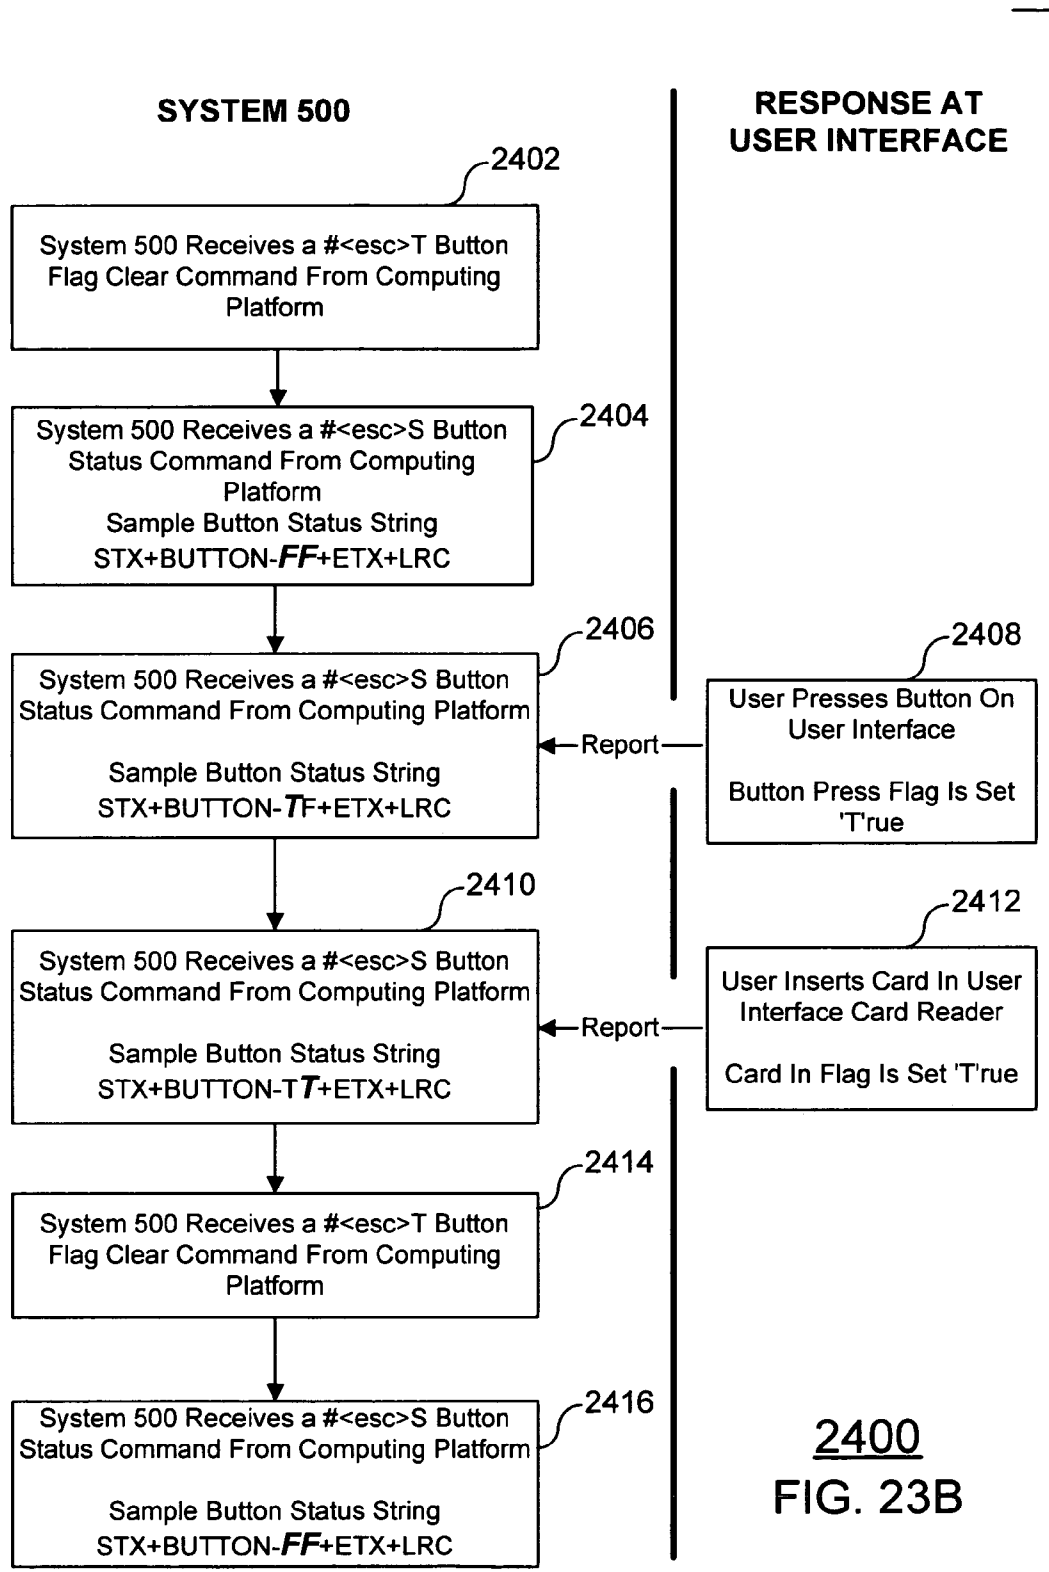 SYSTEM 500
RESPONSE AT
USER INTERFACE
2402
System 500 Receives a #<esc>T Button
Flag Clear Command From Computing
Platform
2404
System 500 Receives a #<esc>S Button
Status Command From Computing
Platform
Sample Button Status String
STX+BUTTON-FF+ETX+LRC
2406
System 500 Receives a #<esc>S Button
Status Command From Computing Platform
Sample Button Status String
STX+BUTTON-TF+ETX+LRC
Report
2408
User Presses Button On
User Interface
Button Press Flag Is Set
'T'rue
2410
System 500 Receives a #<esc>S Button
Status Command From Computing Platform
Sample Button Status String
STX+BUTTON-TT+ETX+LRC
Report
2412
User Inserts Card In User
Interface Card Reader
Card In Flag Is Set 'T'rue
2414
System 500 Receives a #<esc>T Button
Flag Clear Command From Computing
Platform
2416
System 500 Receives a #<esc>S Button
Status Command From Computing Platform
Sample Button Status String
STX+BUTTON-FF+ETX+LRC
2400
FIG. 23B